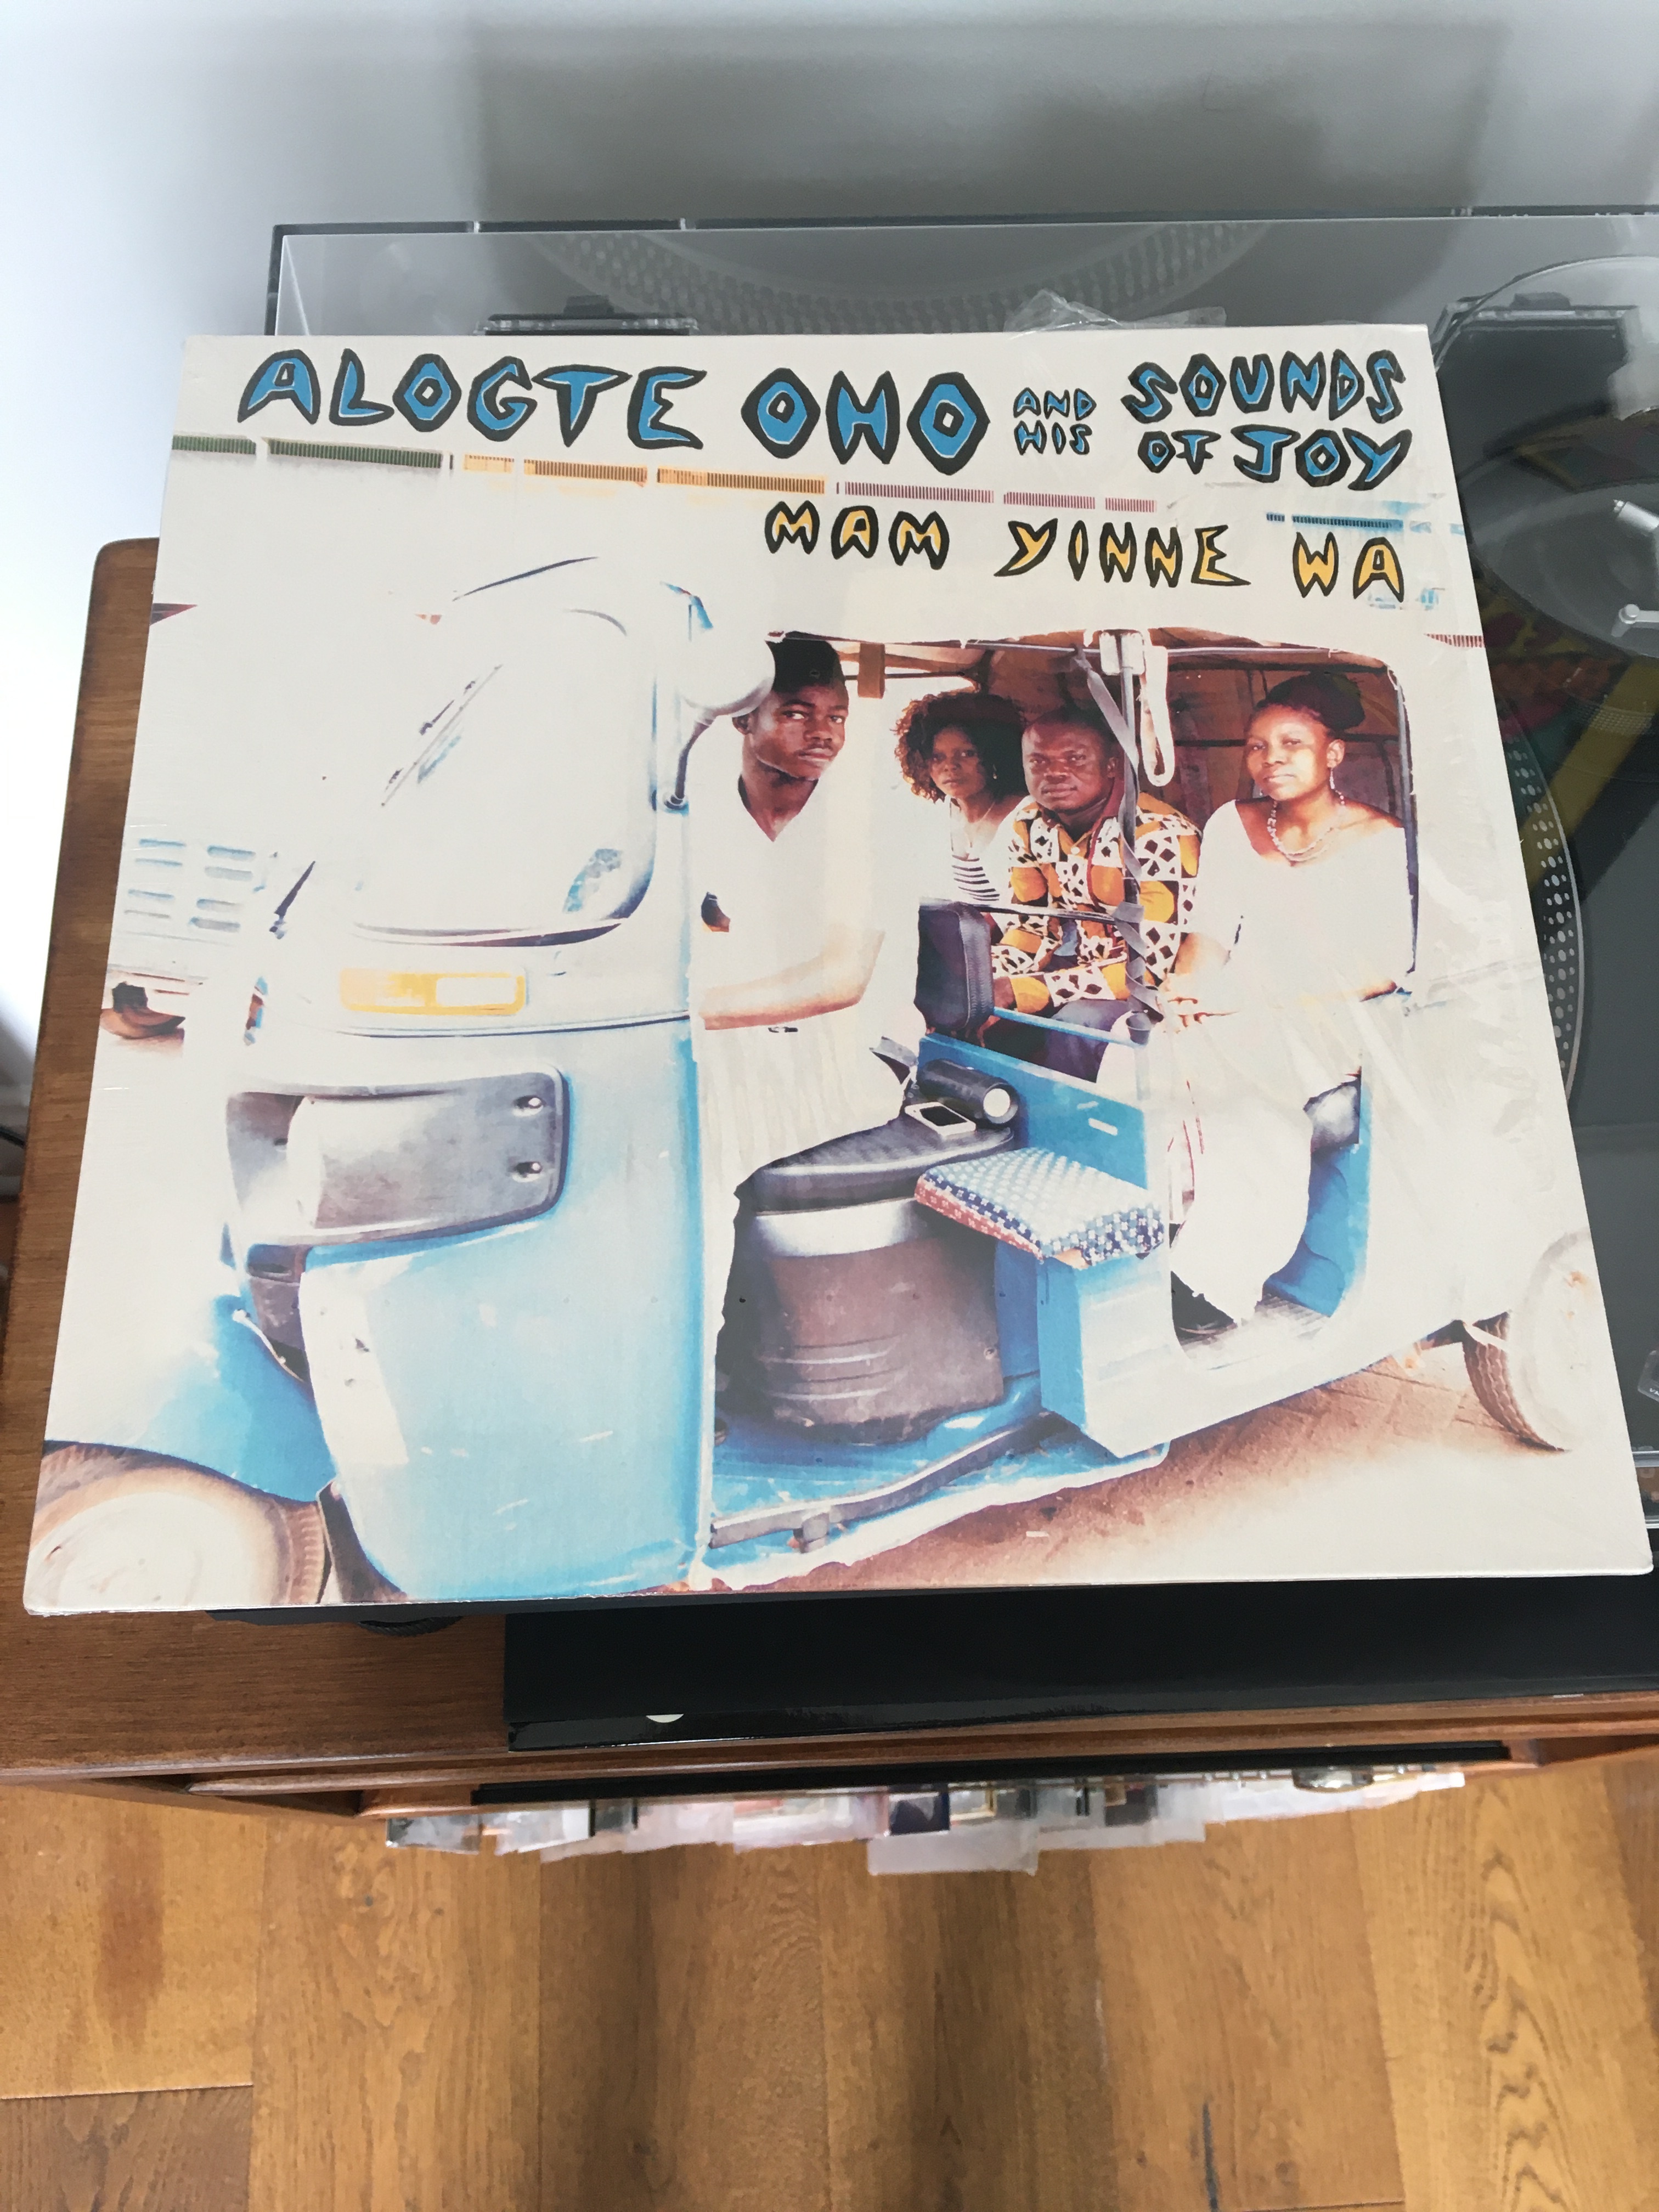 ALOGTE OHO AND HIS SOUNDS OF JOY
MAM YINNE WA